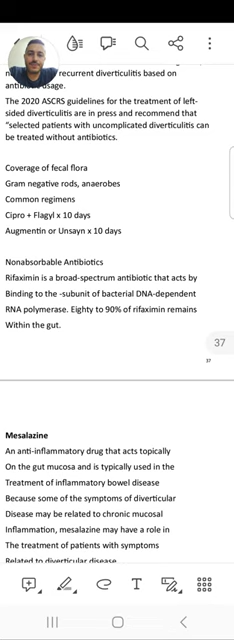 recurrent diverticulitis based on
usage.
The 2020 ASCRS guidelines for the treatment of left-
sided diverticulitis are in press and recommend that
“selected patients with uncomplicated diverticulitis can
be treated without antibiotics.
Coverage of fecal flora
Gram negative rods, anaerobes
Common regimens
Cipro + Flagyl x 10 days
Augmentin or Unsayn x 10 days
Nonabsorbable Antibiotics
Rifaximin is a broad-spectrum antibiotic that acts by
Binding to the -subunit of bacterial DNA-dependent
RNA polymerase. Eighty to 90% of rifaximin remains
Within the gut.
37
37
Mesalazine
An anti-inflammatory drug that acts topically
On the gut mucosa and is typically used in the
Treatment of inflammatory bowel disease
Because some of the symptoms of diverticular
Disease may be related to chronic mucosal
Inflammation, mesalazine may have a role in
The treatment of patients with symptoms
Related to diverticular disease
T